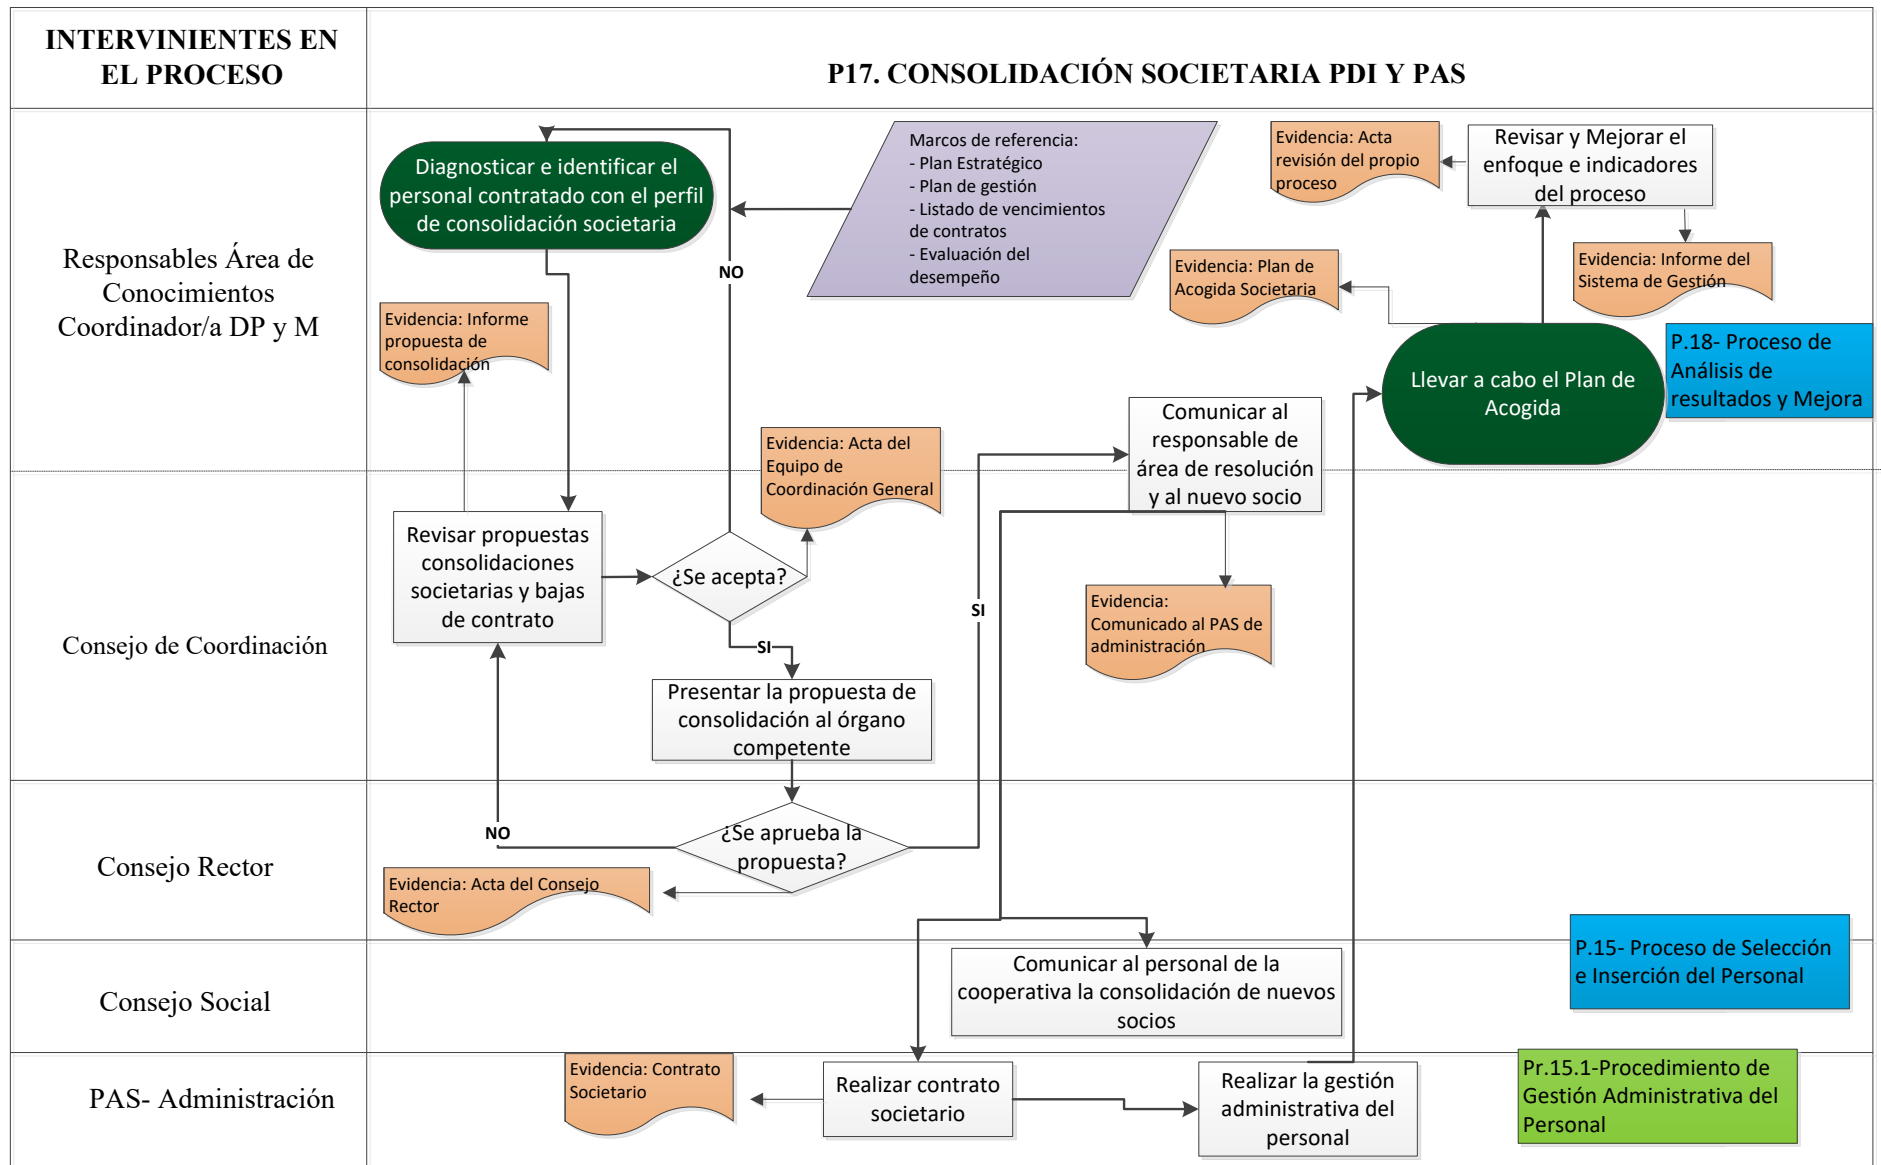 INTERVINIENTES EN
EL PROCESO
P17. CONSOLIDACIÓN SOCIETARIA PDI Y PAS
Responsables Área de
Conocimientos
Coordinador/a DP y M
Diagnosticar e identificar el
personal contratado con el perfil
de consolidación societaria
Marcos de referencia:
- Plan Estratégico
- Plan de gestión
- Listado de vencimientos
de contratos
- Evaluación del
desempeño
Evidencia: Acta
revisión del propio
proceso
Revisar y Mejorar el
enfoque e indicadores
del proceso
NO
Evidencia: Plan de
Acogida Societaria
Evidencia: Informe del
Sistema de Gestión
Evidencia: Informe
propuesta de
consolidación
Llevar a cabo el Plan de
Acogida
P.18- Proceso de
Análisis de
resultados y Mejora
Evidencia: Acta del
Equipo de
Coordinación General
Comunicar al
responsable de
área de resolución
y al nuevo socio
Consejo de Coordinación
Revisar propuestas
consolidaciones
societarias y bajas
de contrato
¿Se acepta?
SI
SI
Evidencia:
Comunicado al PAS de
administración
Presentar la propuesta de
consolidación al órgano
competente
Consejo Rector
NO
¿Se aprueba la
propuesta?
Evidencia: Acta del Consejo
Rector
Consejo Social
Comunicar al personal de la
cooperativa la consolidación de nuevos
socios
P.15- Proceso de Selección
e Inserción del Personal
PAS- Administración
Evidencia: Contrato
Societario
Realizar contrato
societario
Realizar la gestión
administrativa del
personal
Pr.15.1-Procedimiento de
Gestión Administrativa del
Personal